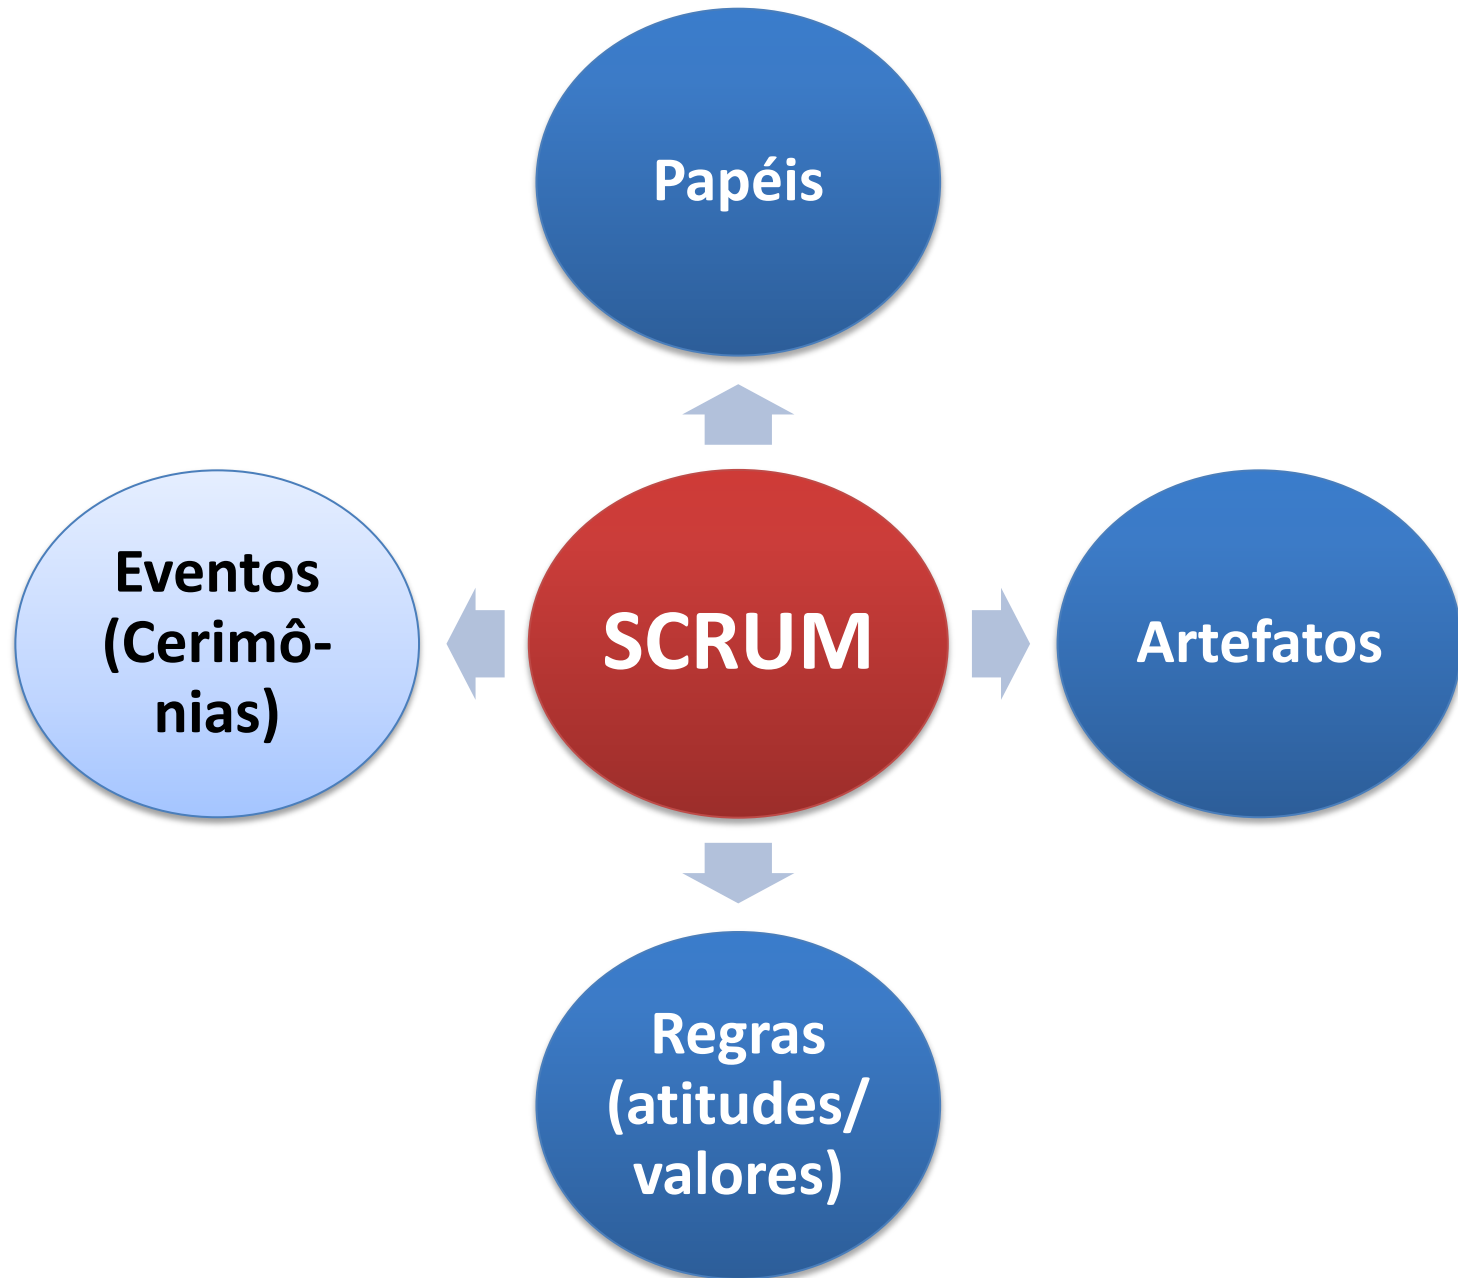 Papéis
Eventos
(Cerimô-
nias)
SCRUM
Artefatos
Regras
(atitudes/
valores)